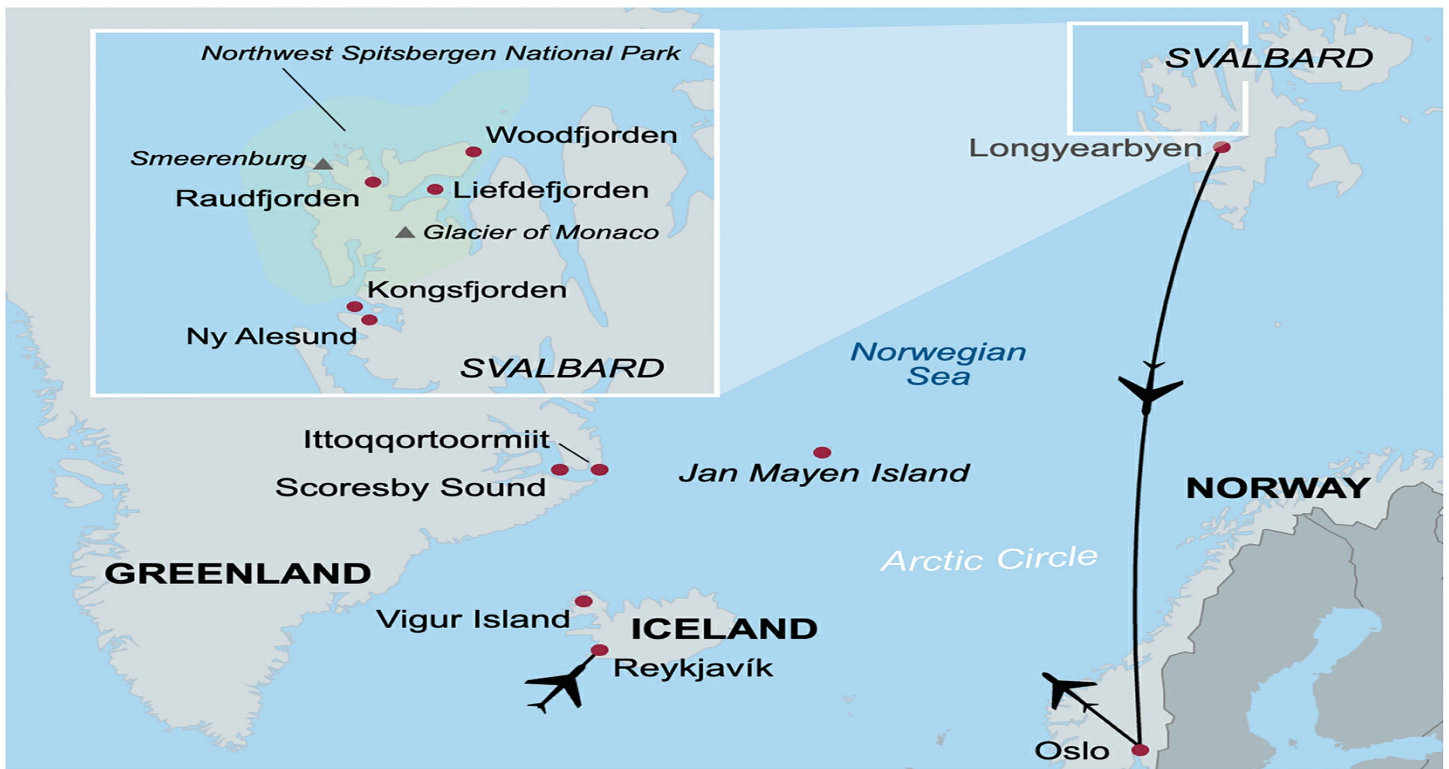 Northwest Spitsbergen National Park
Woodfjorden
Smeerenburg
Raudfjorden
Liefdefjorden
Glacier of Monaco
Kongsfjorden
Ny Alesund
SVALBARD
SVALBARD
Longyearbyen
Norwegian
Sea
Ittoqqortoormiit
Scoresby Sound
Jan Mayen Island
NORWAY
Arctic Circle
GREENLAND
Vigur Island
ICELAND
Reykjavík
Oslo